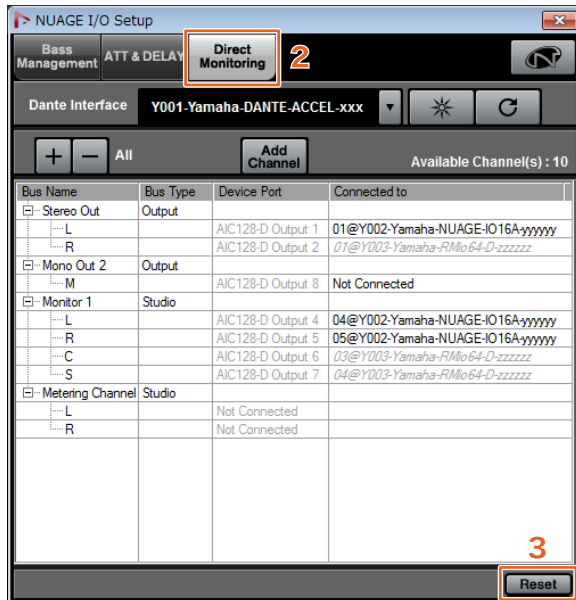 NUAGE I/O Setup
Bass Management ATT & DELAY Direct Monitoring 2
Dante Interface Y001-Yamaha-DANTE-ACCEL-xxx
+ - All Add Channel Available Channel(s) : 10
Bus Name Bus Type Device Port Connected to
Stereo Out Output
L AIC128-D Output 1 01@Y002-Yamaha-NUAGE-IO16A-yyyyyy
R AIC128-D Output 2 01@Y003-Yamaha-RMio64-D-zzzzzz
Mono Out 2 Output
M AIC128-D Output 8 Not Connected
Monitor 1 Studio
L AIC128-D Output 4 04@Y002-Yamaha-NUAGE-IO16A-yyyyyy
R AIC128-D Output 5 05@Y002-Yamaha-NUAGE-IO16A-yyyyyy
C AIC128-D Output 6 03@Y003-Yamaha-RMio64-D-zzzzzz
S AIC128-D Output 7 04@Y003-Yamaha-RMio64-D-zzzzzz
Metering Channel Studio
L Not Connected
R Not Connected
3
Reset